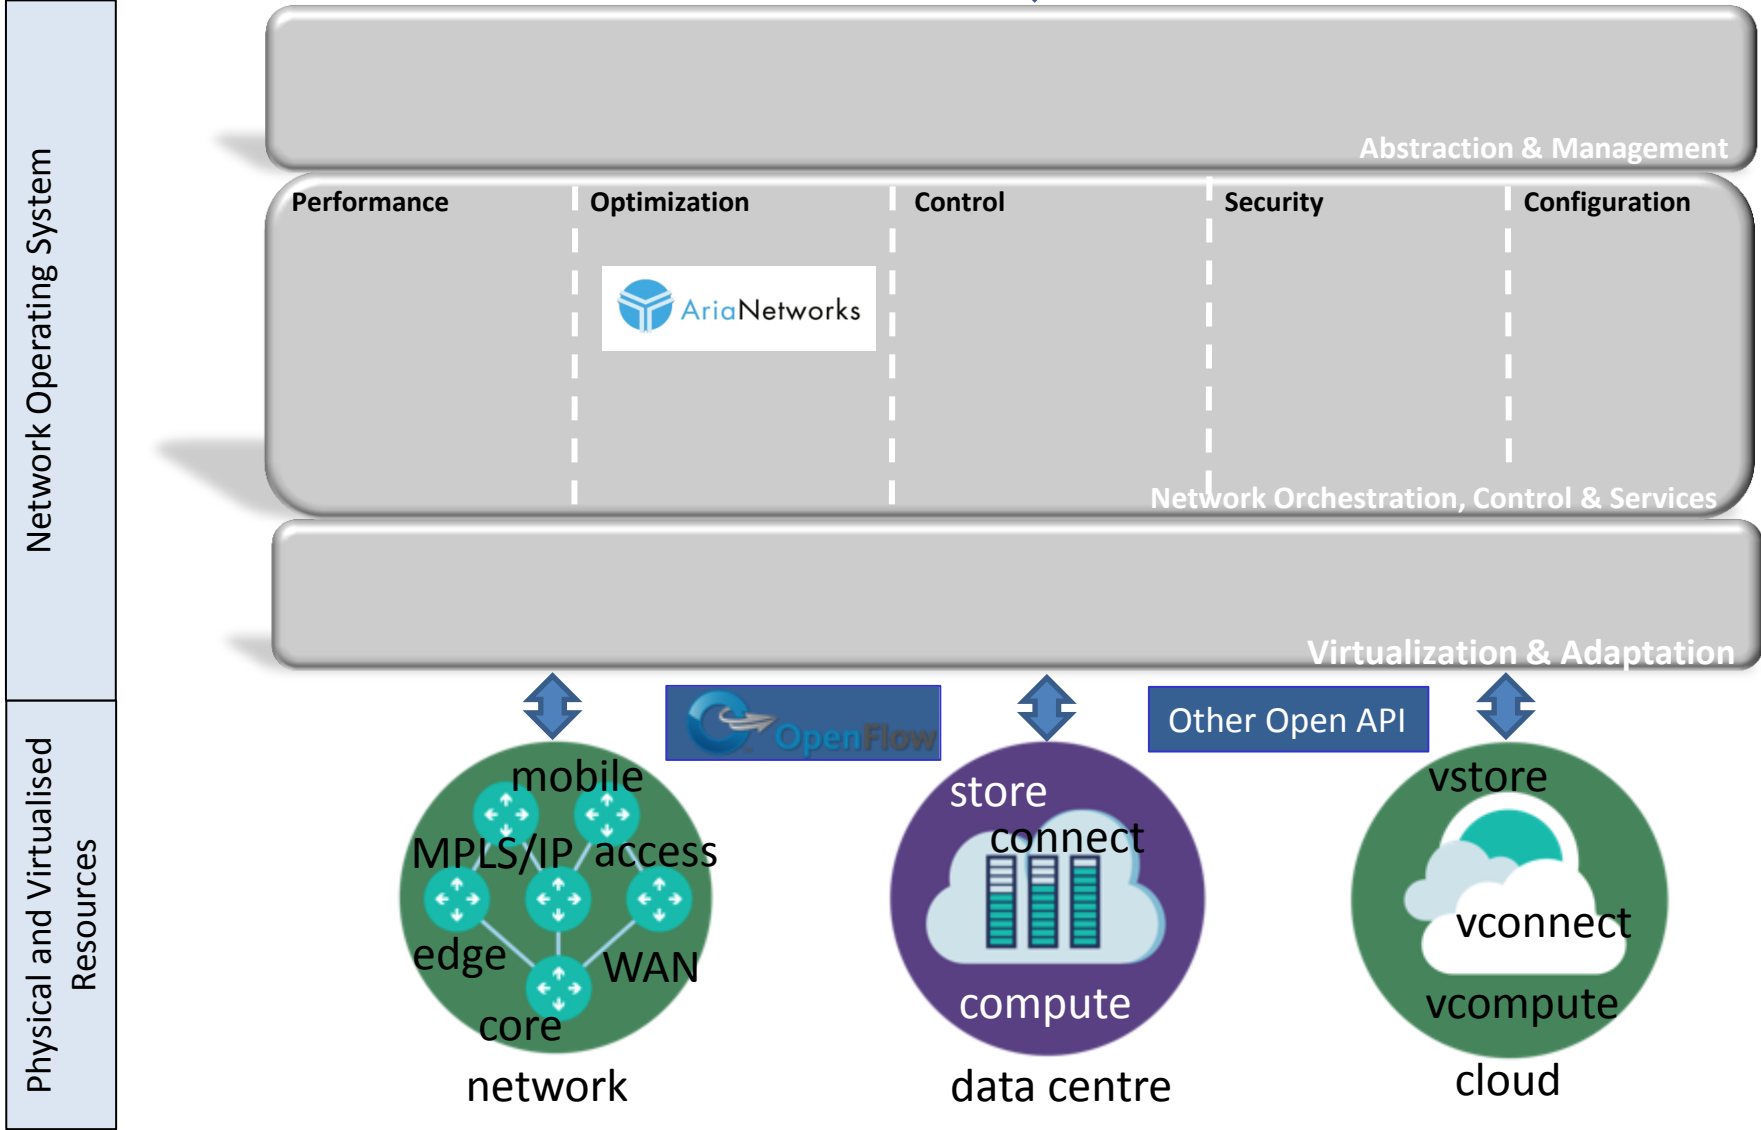 Network Operating System
Abstraction & Management
Performance
Optimization
Control
Security
Configuration
AriaNetworks
Network Orchestration, Control & Services
Virtualization & Adaptation
Physical and Virtualised
Resources
OpenFlow
Other Open API
mobile
MPLS/IP
access
edge
WAN
core
network
store
connect
compute
data centre
vstore
vconnect
vcompute
cloud